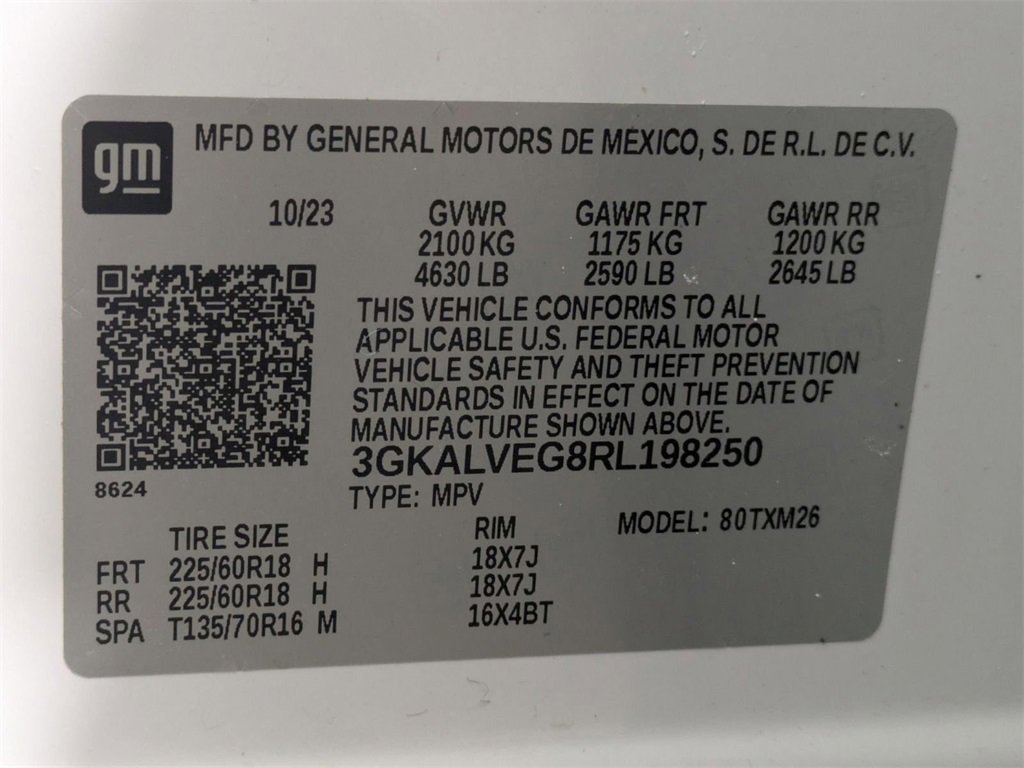 gm
MFD BY GENERAL MOTORS DE MEXICO, S. DE R.L. DE C.V.
10/23 GVWR GAWR FRT GAWR RR
2100 KG 1175 KG 1200 KG
4630 LB 2590 LB 2645 LB
THIS VEHICLE CONFORMS TO ALL
APPLICABLE U.S. FEDERAL MOTOR
VEHICLE SAFETY AND THEFT PREVENTION
STANDARDS IN EFFECT ON THE DATE OF
MANUFACTURE SHOWN ABOVE.
3GKALVEG8RL198250
8624
TYPE: MPV
TIRE SIZE RIM MODEL: 80TXM26
FRT 225/60R18 H 18X7J
RR 225/60R18 H 18X7J
SPA T135/70R16 M 16X4BT